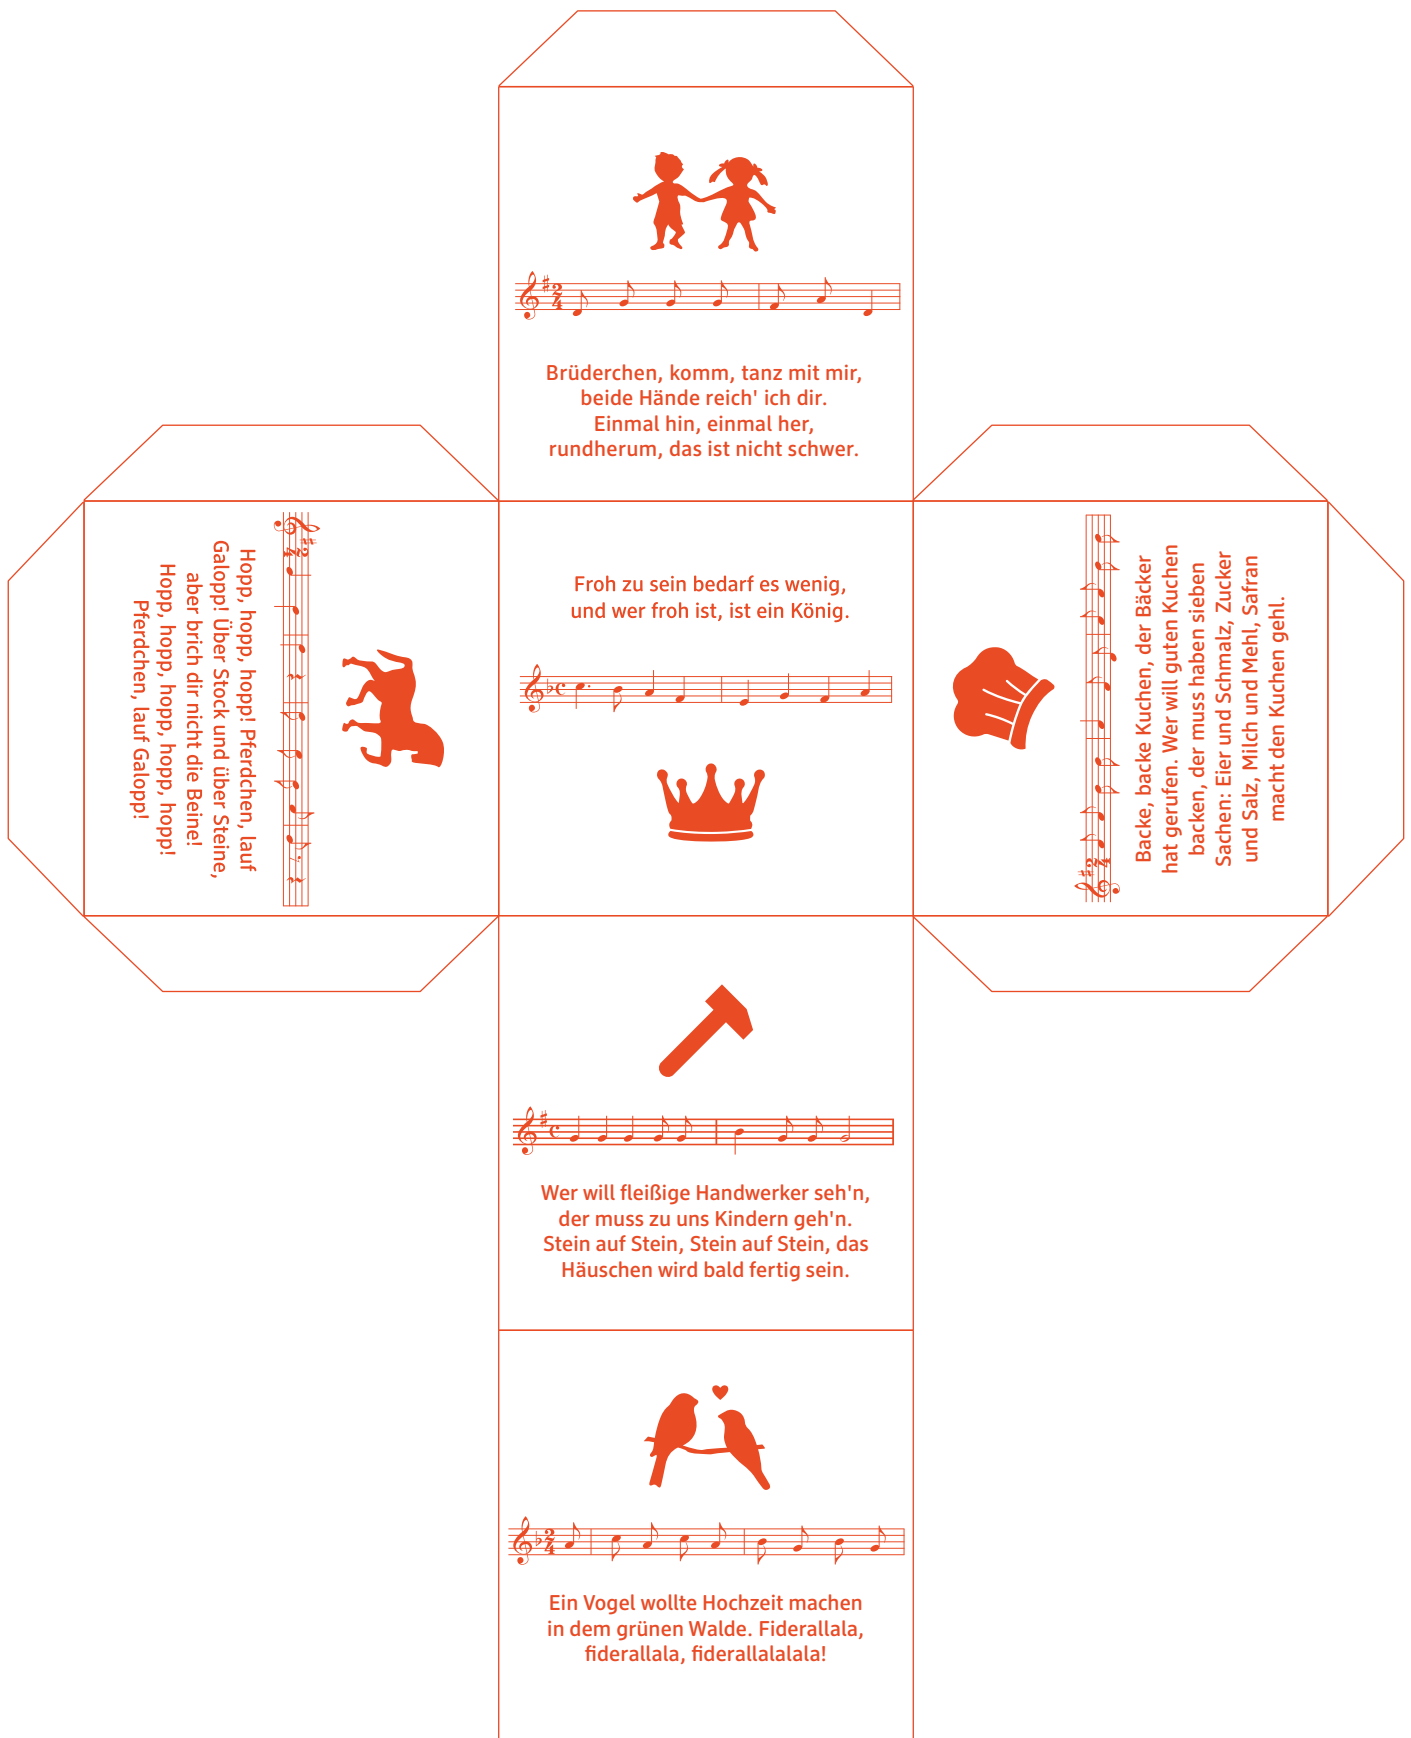 Brüderchen, komm, tanz mit mir,
beide Hände reich' ich dir.
Einmal hin, einmal her,
rundherum, das ist nicht schwer.
Hopp, hopp, hopp! Pferdchen, lauf
Galopp! Über Stock und über Steine,
aber brich dir nicht die Beine!
Hopp, hopp, hopp, hopp, hopp!
Pferdchen, lauf Galopp!
Froh zu sein bedarf es wenig,
und wer froh ist, ist ein König.
Backe, backe Kuchen, der Bäcker
hat gerufen. Wer will guten Kuchen
backen, der muss haben sieben
Sachen: Eier und Schmalz, Zucker
und Salz, Milch und Mehl, Safran
macht den Kuchen gehl.
Wer will fleißige Handwerker seh'n,
der muss zu uns Kindern geh'n.
Stein auf Stein, Stein auf Stein, das
Häuschen wird bald fertig sein.
Ein Vogel wollte Hochzeit machen
in dem grünen Walde. Fiderallala,
fiderallala, fiderallalalala!